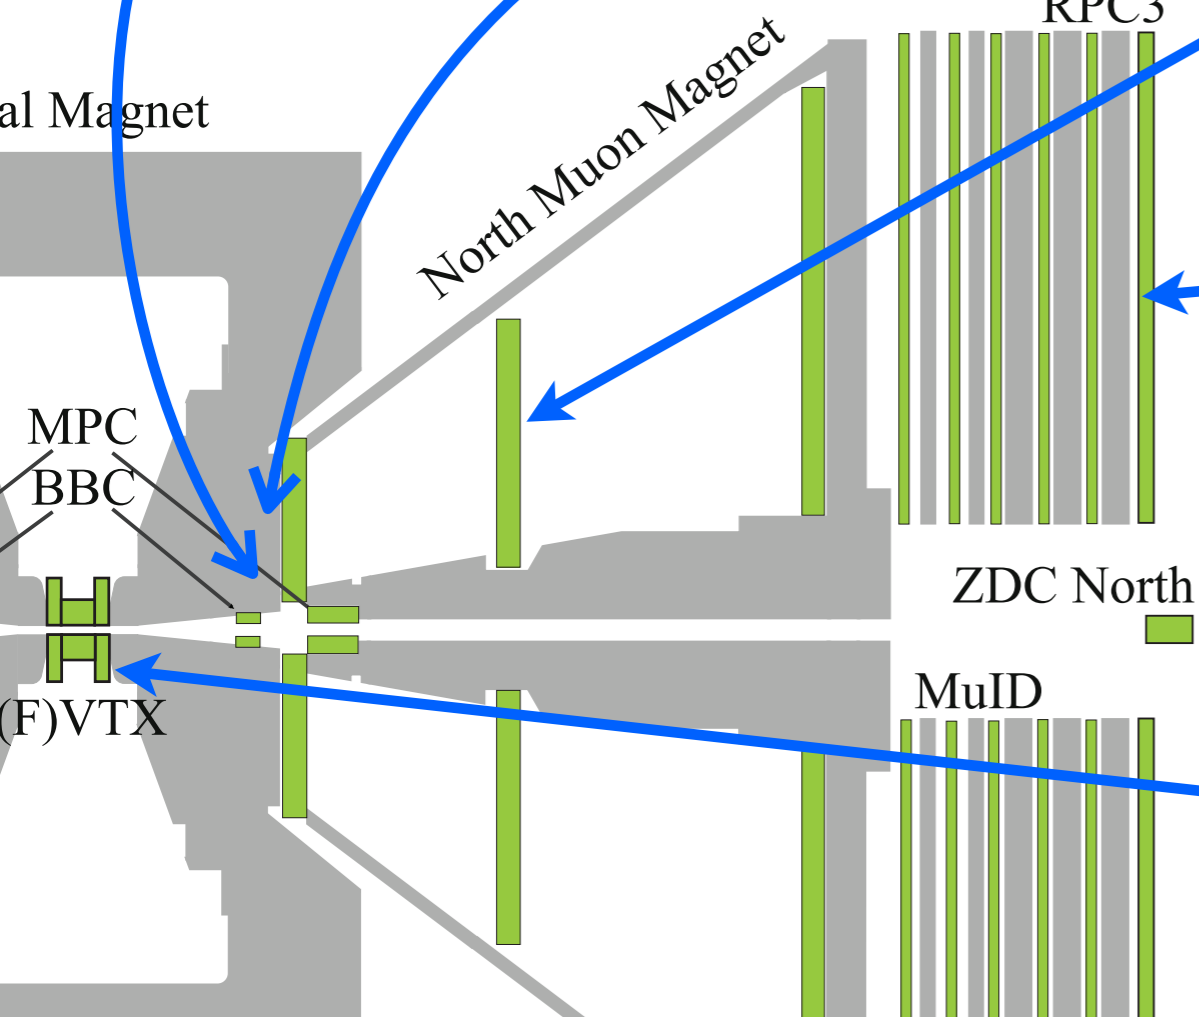 RPC3
al Magnet
North Muon Magnet
MPC
BBC
ZDC North
MuID
(F)VTX